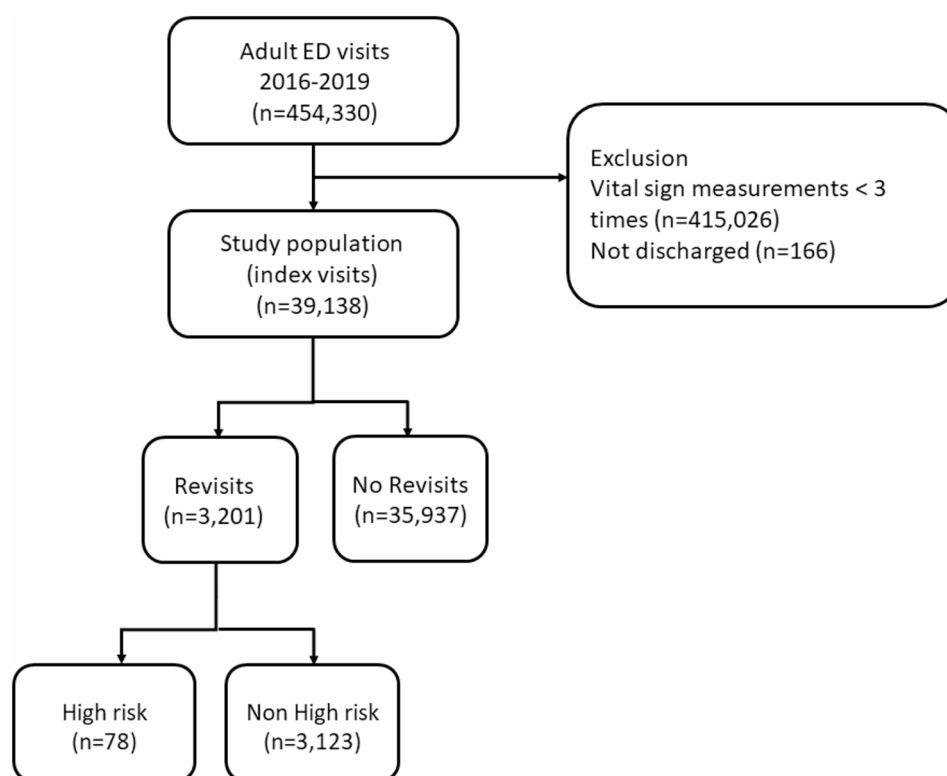 Adult ED visits
2016-2019
(n=454,330)
Exclusion
Vital sign measurements < 3
times (n=415,026)
Not discharged (n=166)
Study population
(index visits)
(n=39,138)
Revisits
(n=3,201)
No Revisits
(n=35,937)
High risk
(n=78)
Non High risk
(n=3,123)